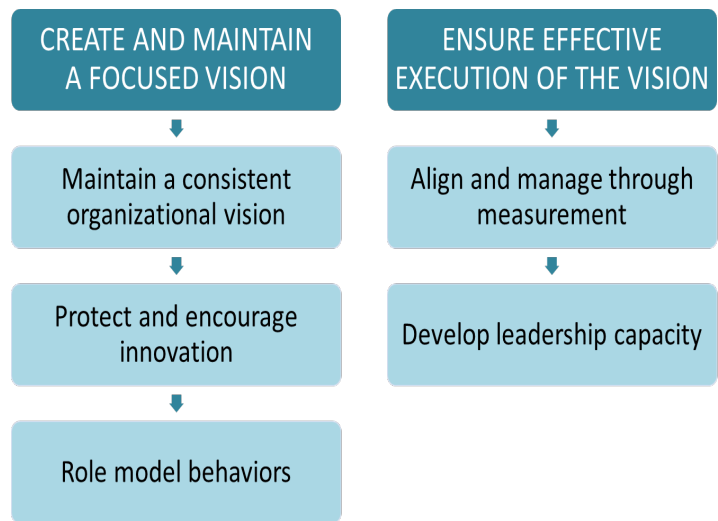 CREATE AND MAINTAIN
A FOCUSED VISION
Maintain a consistent
organizational vision
Protect and encourage
innovation
Role model behaviors
ENSURE EFFECTIVE
EXECUTION OF THE VISION
Align and manage through
measurement
Develop leadership capacity